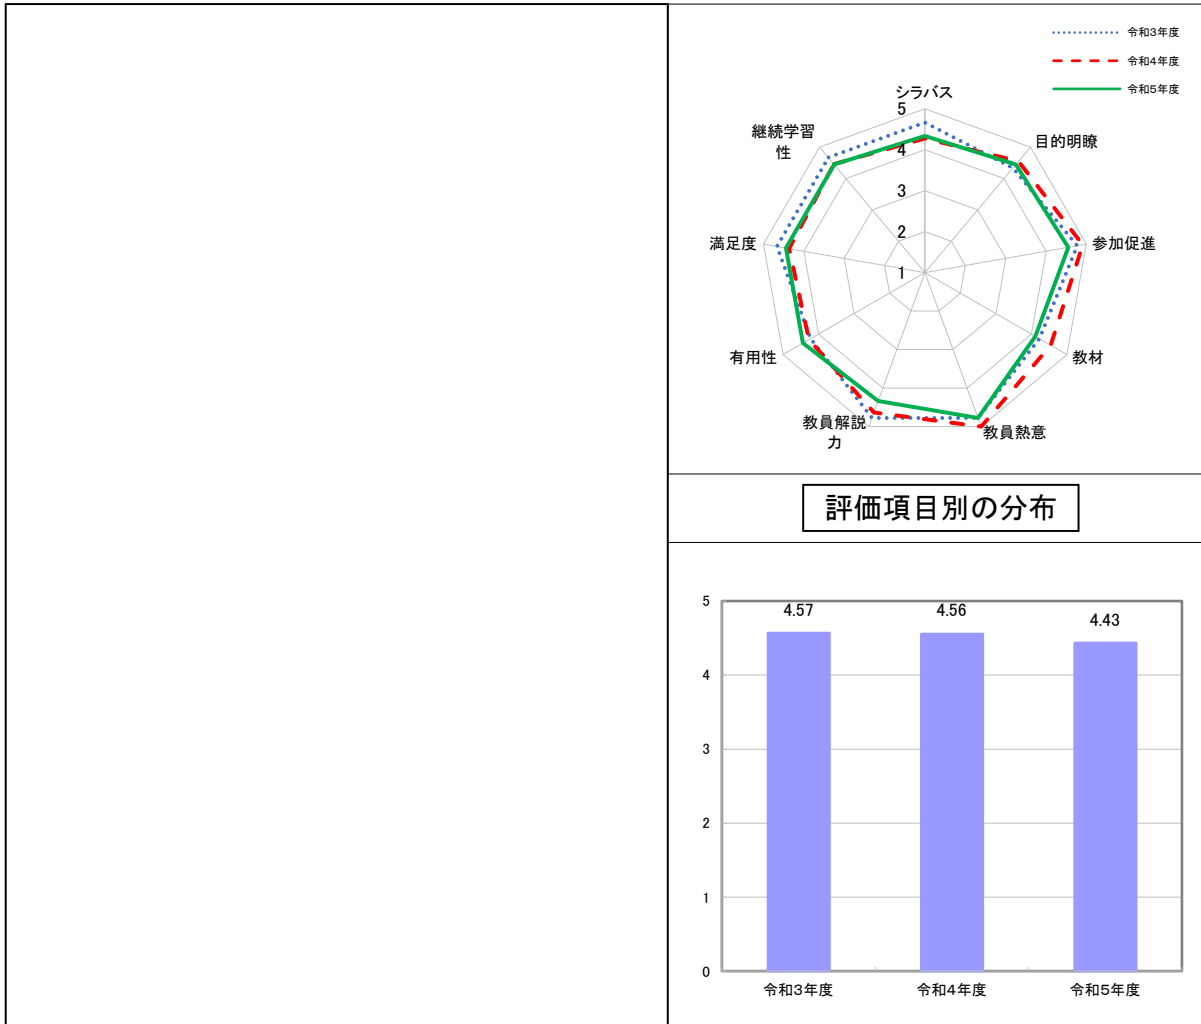 令和3年度
令和4年度
令和5年度
シラバス
目的明瞭
参加促進
教材
教員熱意
教員解説
力
有用性
満足度
継続学習
性
5
4
3
2
1
評価項目別の分布
5
4
3
2
1
0
4.57
4.56
4.43
令和3年度
令和4年度
令和5年度